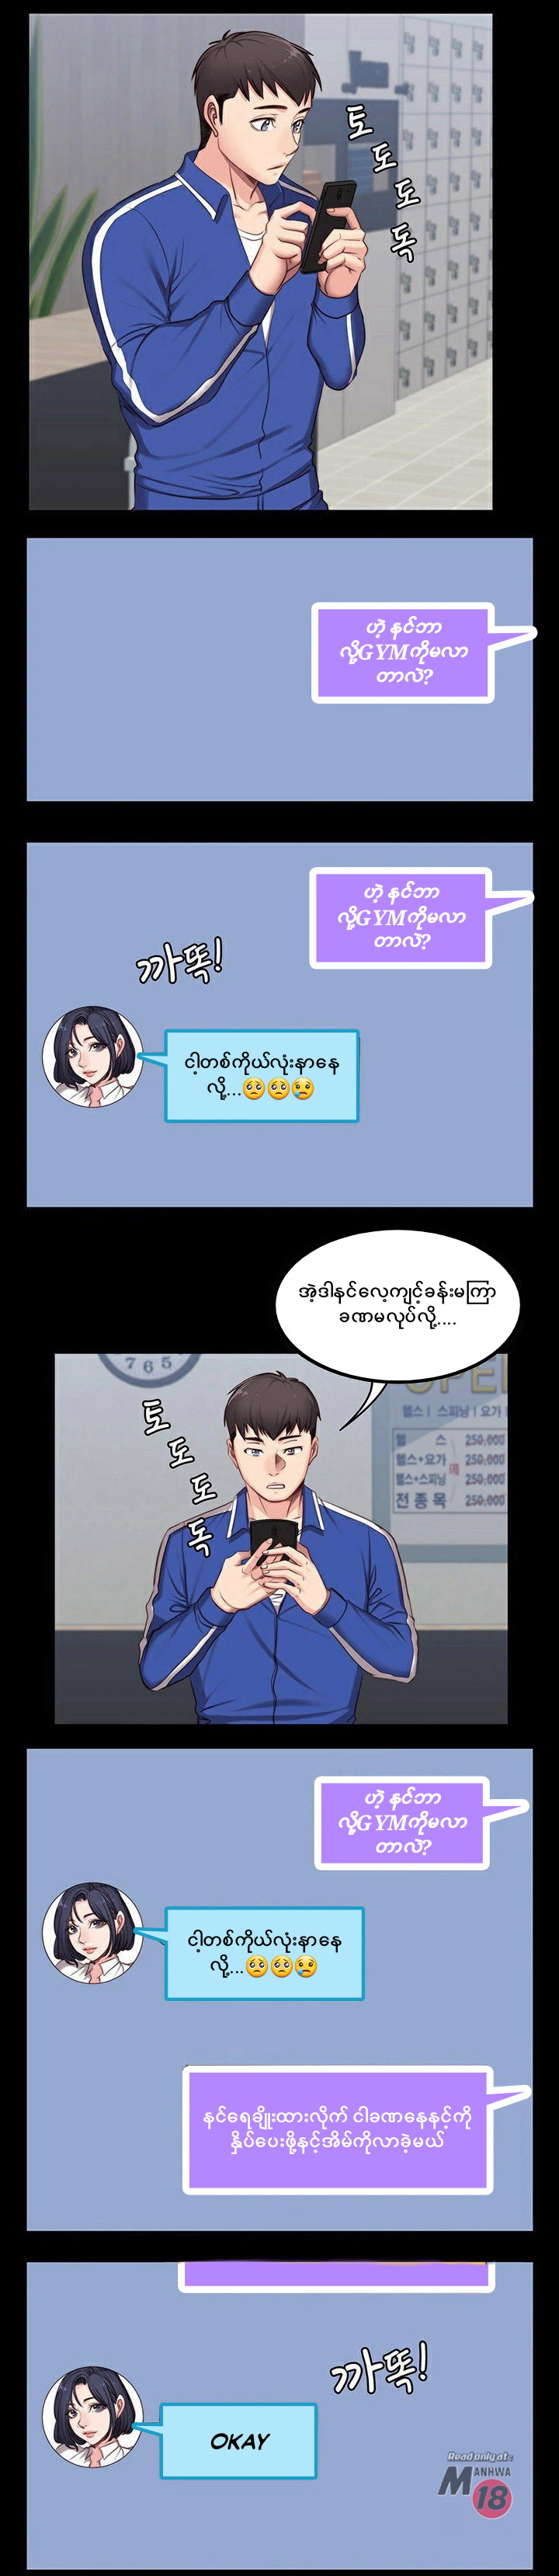 토
도
도
독
ဟဲ့ နင်ဘာ
လို့GYMကိုမလာ
တာလဲ?
ဟဲ့ နင်ဘာ
လို့GYMကိုမလာ
တာလဲ?
까똑!
ငါ့တစ်ကိုယ်လုံးနာနေ
လို့...🥺🥺😢
အဲ့ဒါနင်လေ့ကျင့်ခန်းမကြာ
ခဏမလုပ်လို့....
7 6 5
OPEN
헬스 | 스피닝 | 요가
토
도
도
독
헬 스 250,000
헬스+요가 250,000
헬스+스피닝 250,000
전 종 목 250,000
ဟဲ့ နင်ဘာ
လို့GYMကိုမလာ
တာလဲ?
ငါ့တစ်ကိုယ်လုံးနာနေ
လို့...🥺🥺😢
နင်ရေချိုးထားလိုက် ငါခဏနေနင့်ကို
နှိပ်ပေးဖို့နင့်အိမ်ကိုလာခဲ့မယ်
까똑!
OKAY
Read only at:
MANHWA
18